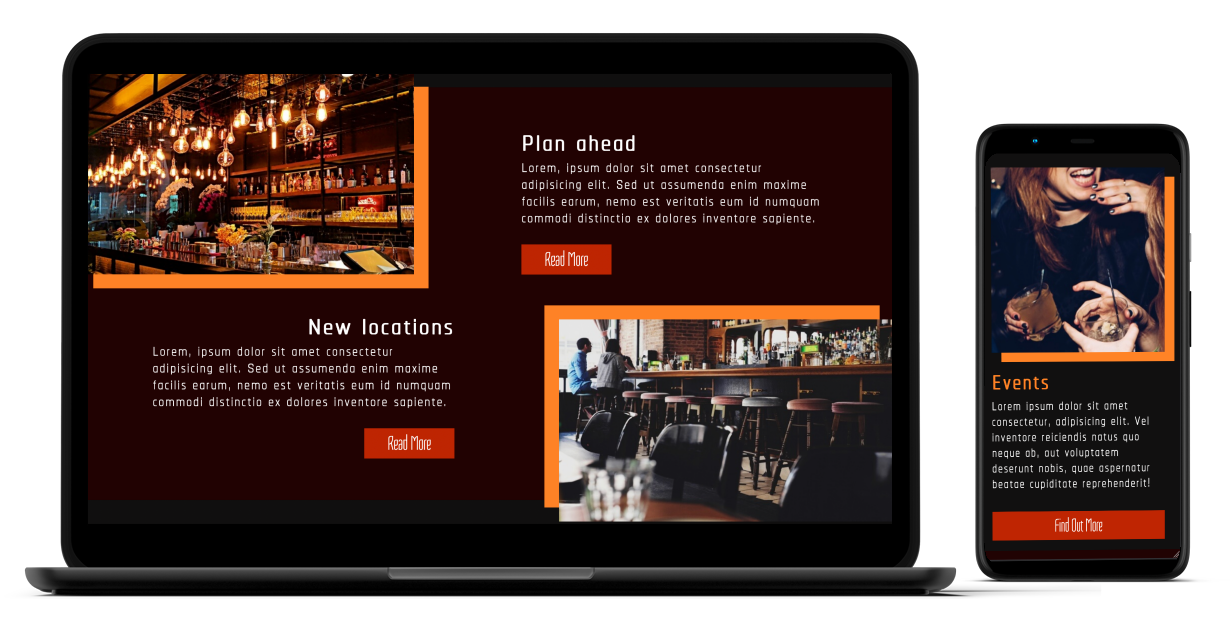 Plan ahead
Lorem, ipsum dolor sit amet consectetur
adipisicing elit. Sed ut assumenda enim maxime
facilis earum, nemo est veritatis eum id numquam
commodi distinctio ex dolores inventore sapiente.
Read More
New locations
Lorem, ipsum dolor sit amet consectetur
adipisicing elit. Sed ut assumenda enim maxime
facilis earum, nemo est veritatis eum id numquam
commodi distinctio ex dolores inventore sapiente.
Read More
Events
Lorem ipsum dolor sit amet
consectetur, adipisicing elit. Vel
inventore reiciendis natus quo
neque ab, aut voluptatem
deserunt nobis, quae aspernatur
beatae cupiditate reprehenderit!
Find Out More